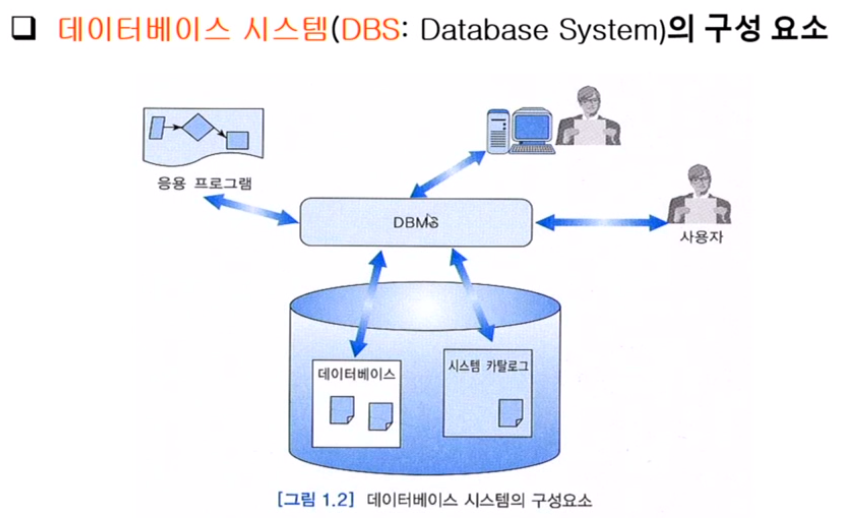 데이터베이스 시스템(DBS: Database System)의 구성 요소
응용 프로그램
DBMS
사용자
데이터베이스
시스템 카탈로그
[그림 1.2] 데이터베이스 시스템의 구성요소